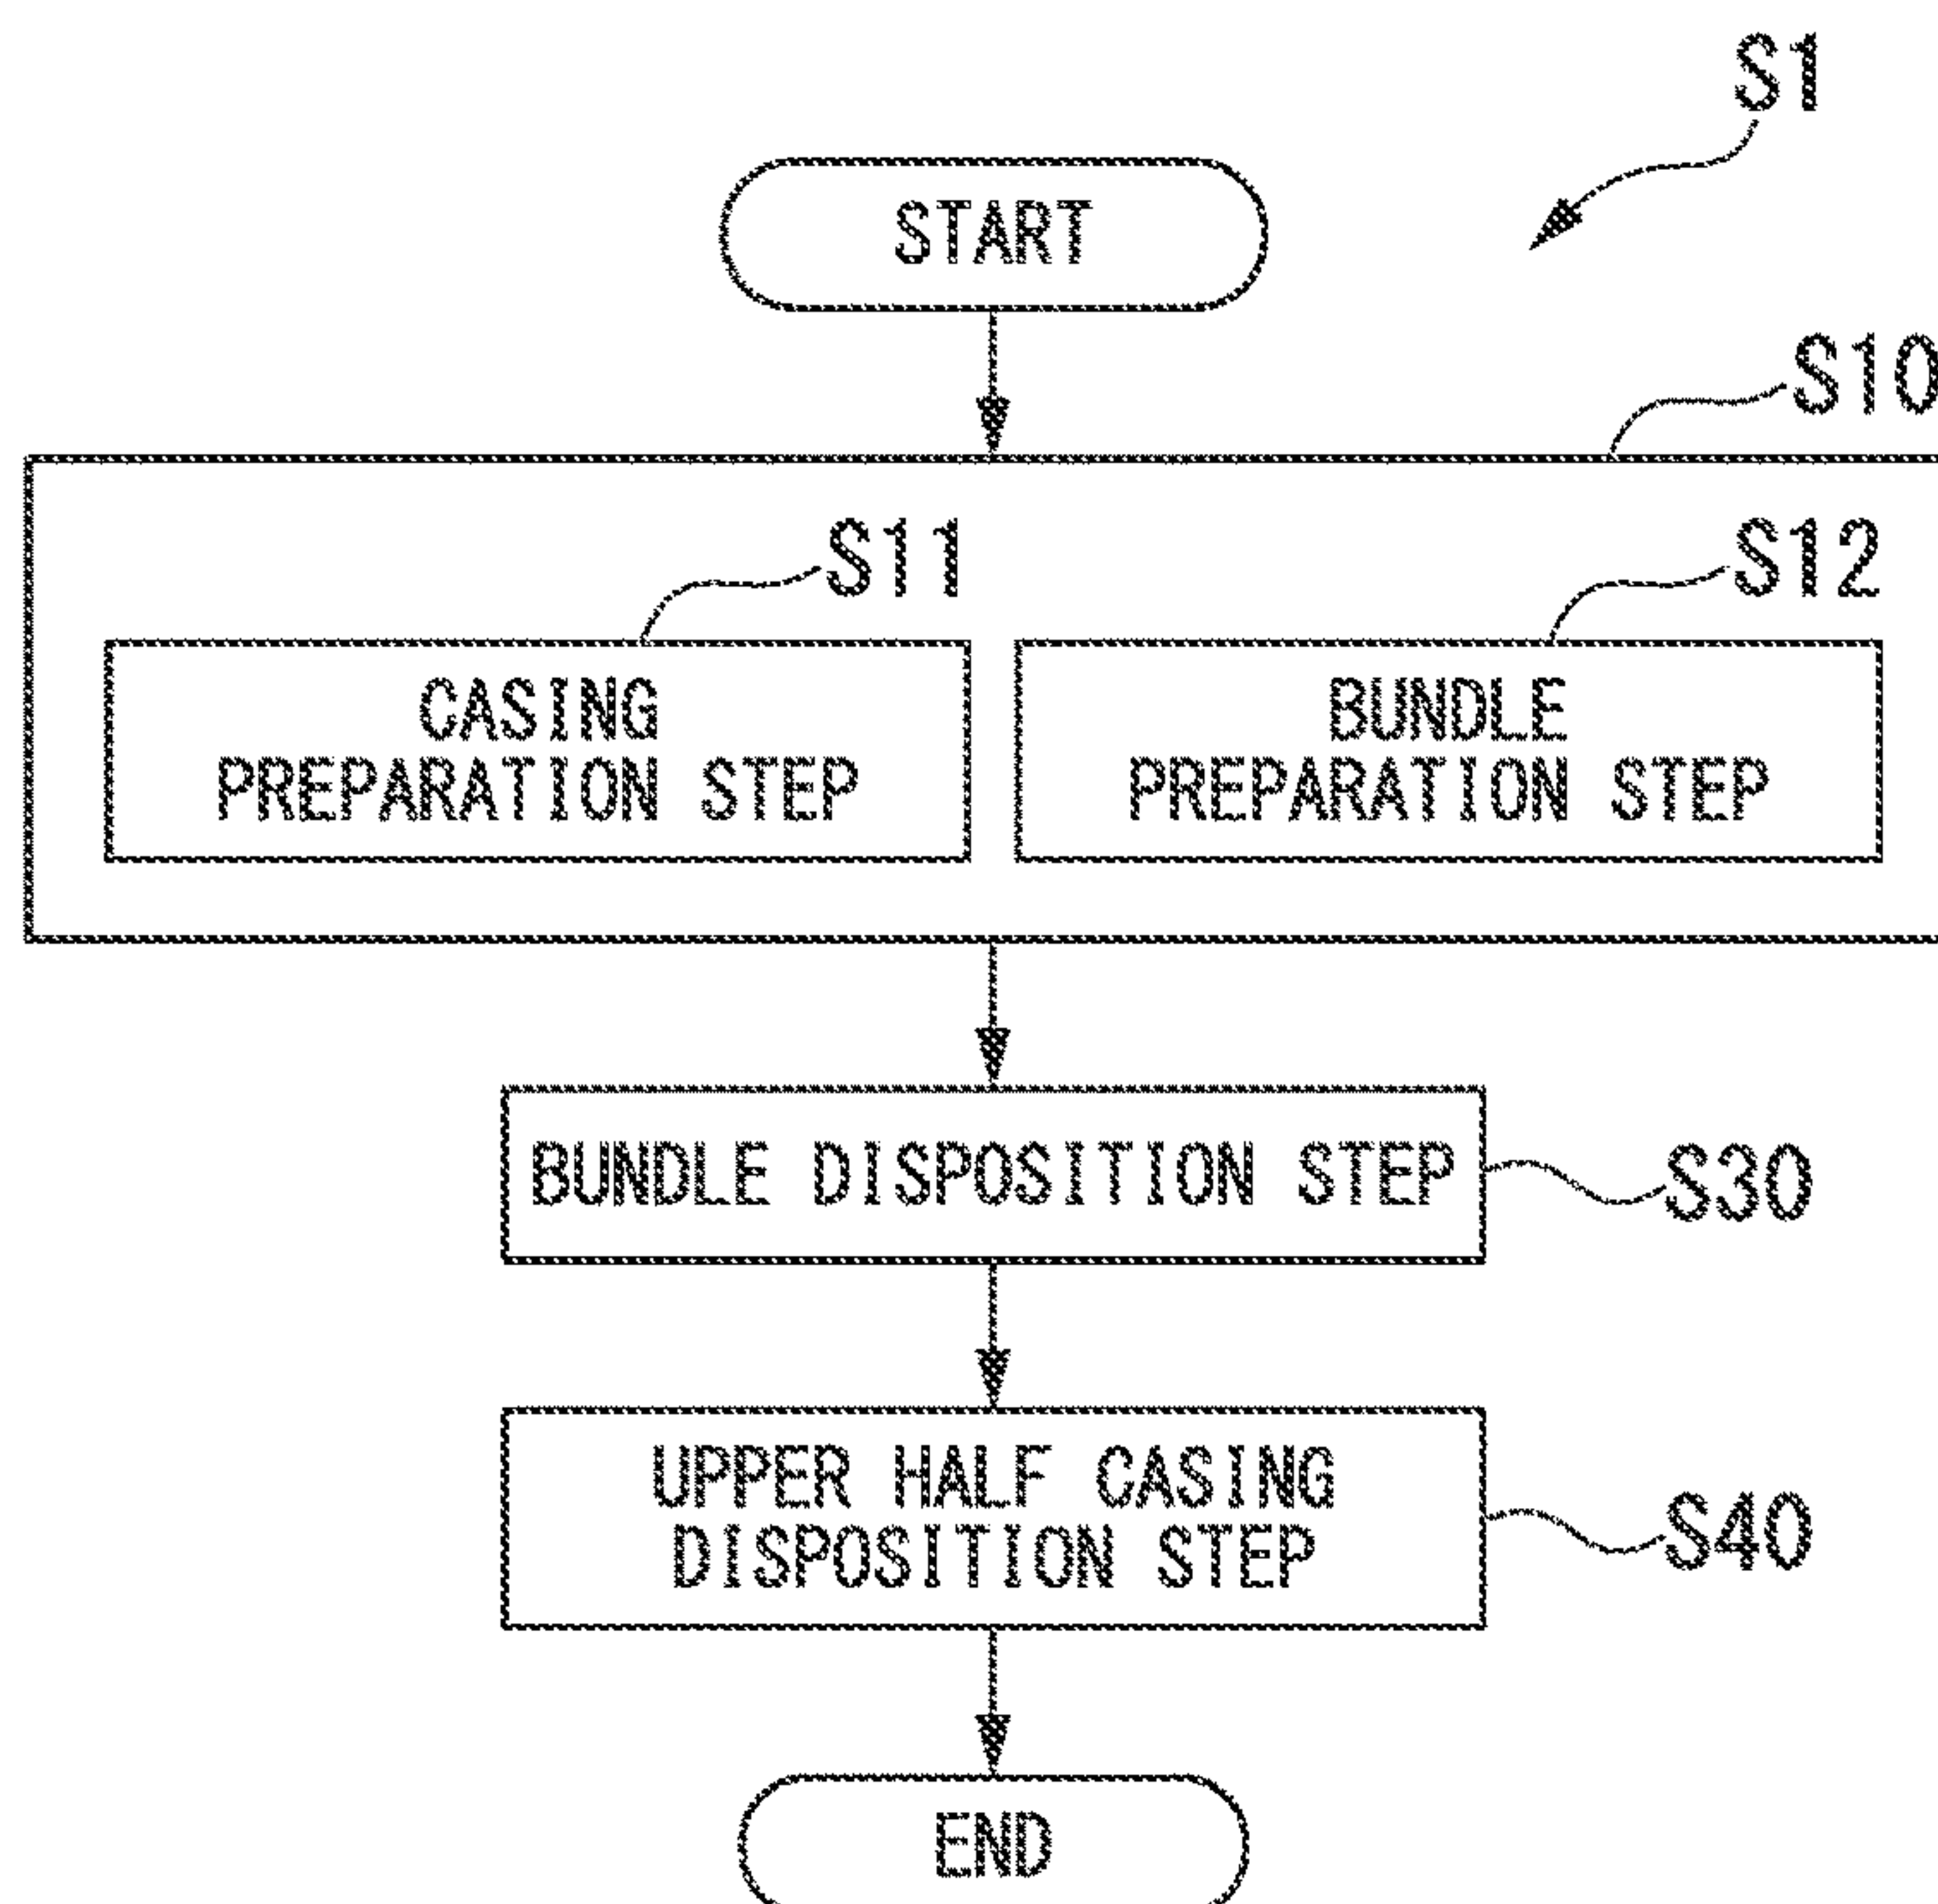 S1
START
S10
S11
S12
CASING
PREPARATION STEP
BUNDLE
PREPARATION STEP
BUNDLE DISPOSITION STEP
S30
UPPER HALF CASING
DISPOSITION STEP
S40
END